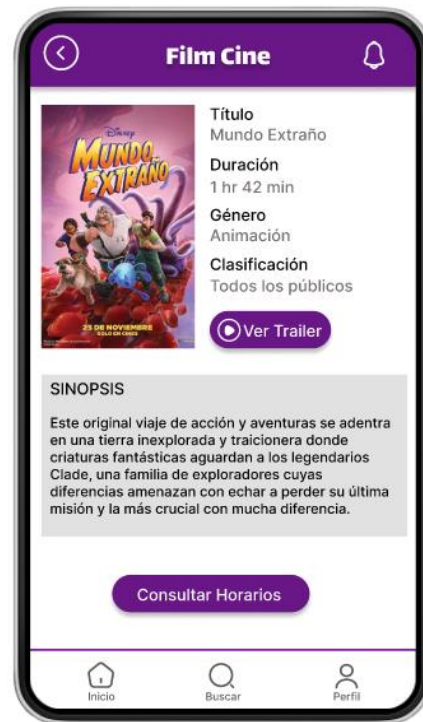 Film Cine
Disney
MUNDO
EXTRAÑO
23 DE NOVIEMBRE
SOLO EN CINES
Título
Mundo Extraño
Duración
1 hr 42 min
Género
Animación
Clasificación
Todos los públicos
Ver Trailer
SINOPSIS
Este original viaje de acción y aventuras se adentra
en una tierra inexplorada y traicionera donde
criaturas fantásticas aguardan a los legendarios
Clade, una familia de exploradores cuyas
diferencias amenazan con echar a perder su última
misión y la más crucial con mucha diferencia.
Consultar Horarios
Inicio
Buscar
Perfil